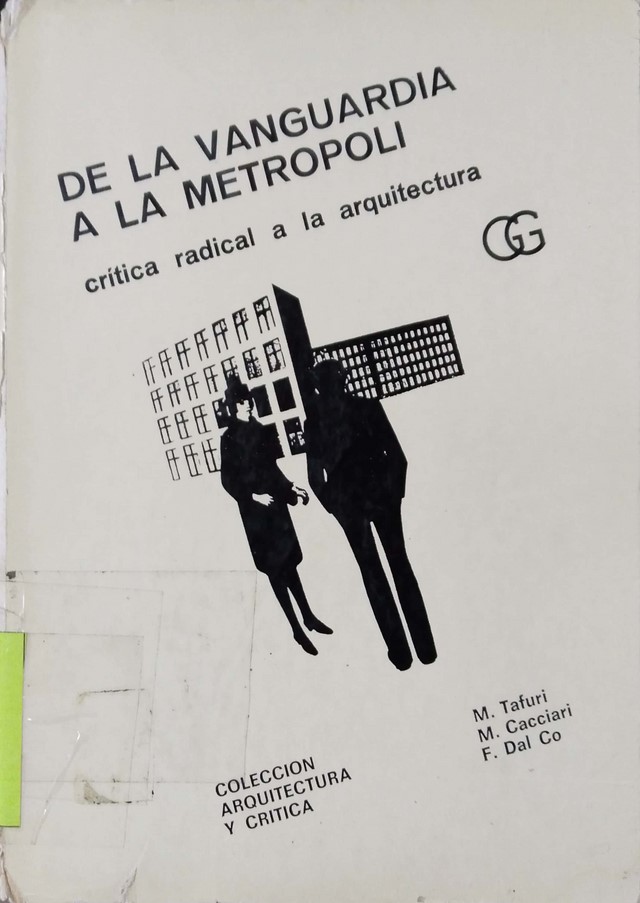 DE LA VANGUARDIA
A LA METROPOLI
crítica radical a la arquitectura
GG
M. Tafuri
M. Cacciari
F. Dal Co
COLECCION
ARQUITECTURA
Y CRITICA